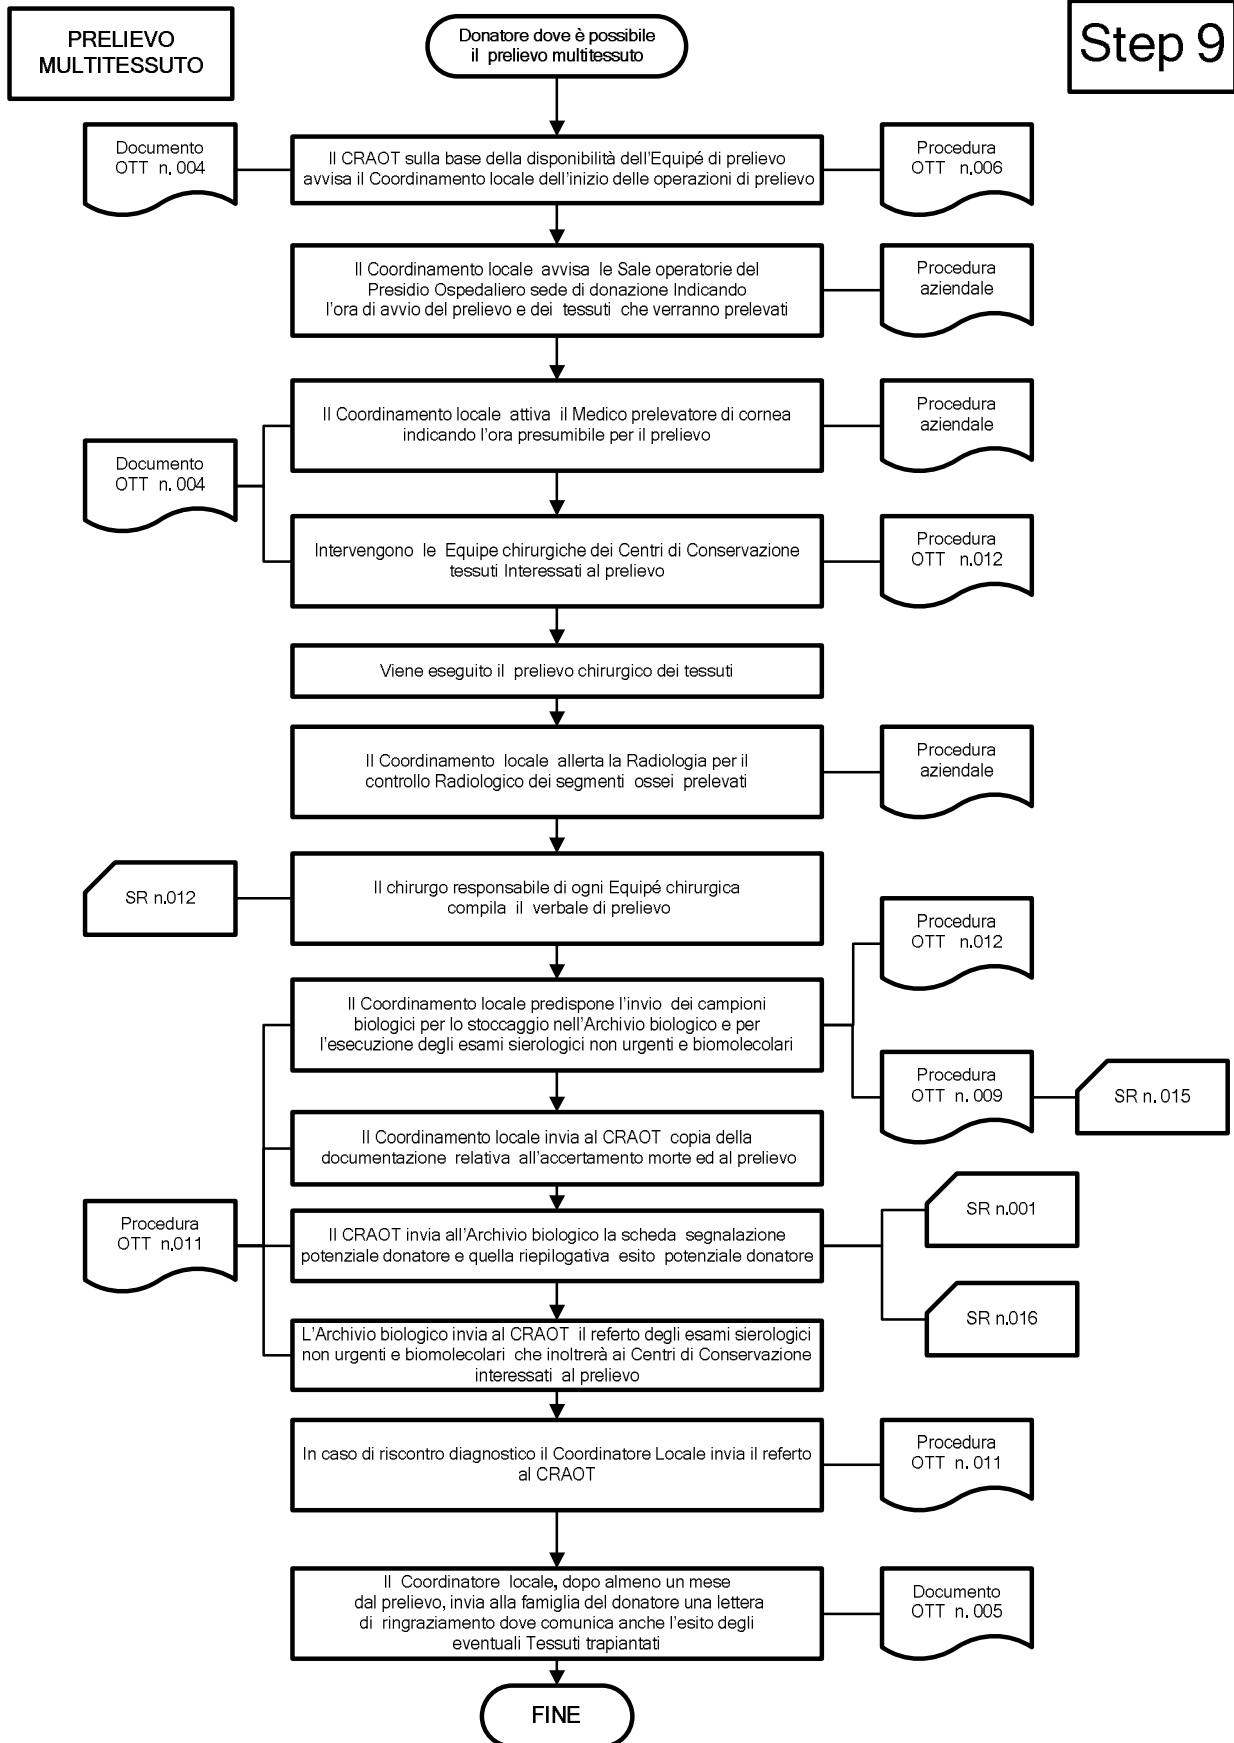 PRELIEVO
MULTITESSUTO
Donatore dove è possibile
il prelievo multitessuto
Step 9
Documento
OTT n. 004
Il CRAOT sulla base della disponibilità dell'Equipé di prelievo
avvisa il Coordinamento locale dell'inizio delle operazioni di prelievo
Procedura
OTT n.006
Il Coordinamento locale avvisa le Sale operatorie del
Presidio Ospedaliero sede di donazione Indicando
l'ora di avvio del prelievo e dei tessuti che verranno prelevati
Procedura
aziendale
Il Coordinamento locale attiva il Medico prelevatore di cornea
indicando l'ora presumibile per il prelievo
Procedura
aziendale
Documento
OTT n. 004
Intervengono le Equipe chirurgiche dei Centri di Conservazione
tessuti Interessati al prelievo
Procedura
OTT n.012
Viene eseguito il prelievo chirurgico dei tessuti
Il Coordinamento locale allerta la Radiologia per il
controllo Radiologico dei segmenti ossei prelevati
Procedura
aziendale
SR n.012
Il chirurgo responsabile di ogni Equipé chirurgica
compila il verbale di prelievo
Procedura
OTT n.012
Il Coordinamento locale predispone l'invio dei campioni
biologici per lo stoccaggio nell'Archivio biologico e per
l'esecuzione degli esami sierologici non urgenti e biomolecolari
Procedura
OTT n. 009
SR n. 015
Il Coordinamento locale invia al CRAOT copia della
documentazione relativa all'accertamento morte ed al prelievo
Procedura
OTT n.011
Il CRAOT invia all'Archivio biologico la scheda segnalazione
potenziale donatore e quella riepilogativa esito potenziale donatore
SR n.001
SR n.016
L'Archivio biologico invia al CRAOT il referto degli esami sierologici
non urgenti e biomolecolari che inoltrerà ai Centri di Conservazione
interessati al prelievo
In caso di riscontro diagnostico il Coordinatore Locale invia il referto
al CRAOT
Procedura
OTT n. 011
Il Coordinatore locale, dopo almeno un mese
dal prelievo, invia alla famiglia del donatore una lettera
di ringraziamento dove comunica anche l'esito degli
eventuali Tessuti trapiantati
Documento
OTT n. 005
FINE